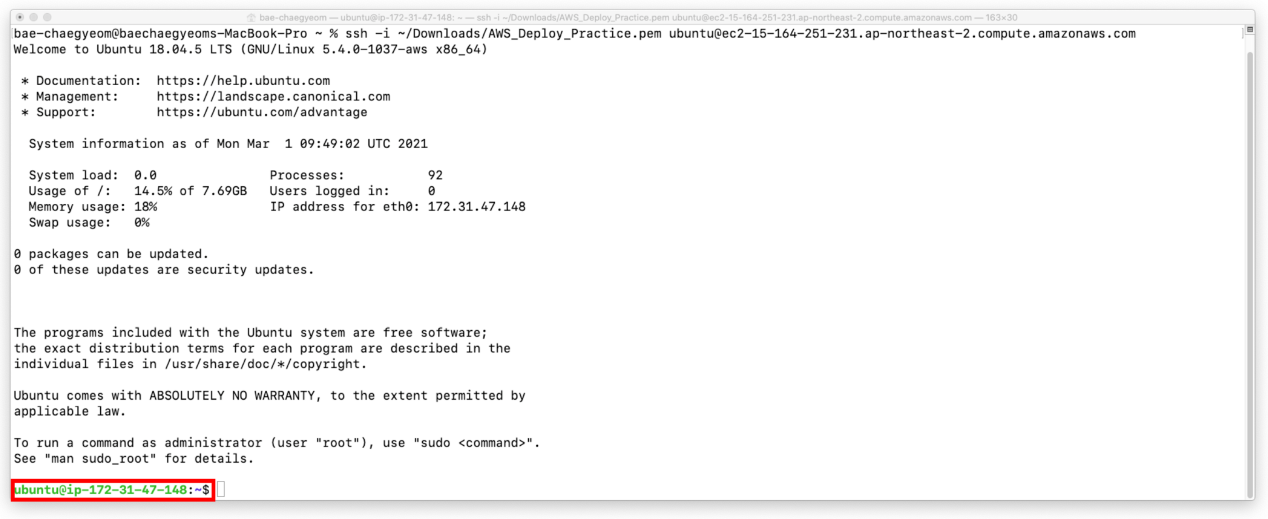 bae-chaegyeom — ubuntu@ip-172-31-47-148: ~ — ssh -i ~/Downloads/AWS_Deploy_Practice.pem ubuntu@ec2-15-164-251-231.ap-northeast-2.compute.amazonaws.com — 163×30
bae-chaegyeom@baechaegyeoms-MacBook-Pro ~ % ssh -i ~/Downloads/AWS_Deploy_Practice.pem ubuntu@ec2-15-164-251-231.ap-northeast-2.compute.amazonaws.com
Welcome to Ubuntu 18.04.5 LTS (GNU/Linux 5.4.0-1037-aws x86_64)
* Documentation:  https://help.ubuntu.com
* Management:     https://landscape.canonical.com
* Support:        https://ubuntu.com/advantage
System information as of Mon Mar  1 09:49:02 UTC 2021
System load:  0.0               Processes:           92
Usage of /:   14.5% of 7.69GB   Users logged in:     0
Memory usage: 18%               IP address for eth0: 172.31.47.148
Swap usage:   0%
0 packages can be updated.
0 of these updates are security updates.
The programs included with the Ubuntu system are free software;
the exact distribution terms for each program are described in the
individual files in /usr/share/doc/*/copyright.
Ubuntu comes with ABSOLUTELY NO WARRANTY, to the extent permitted by
applicable law.
To run a command as administrator (user "root"), use "sudo <command>".
See "man sudo_root" for details.
ubuntu@ip-172-31-47-148:~$